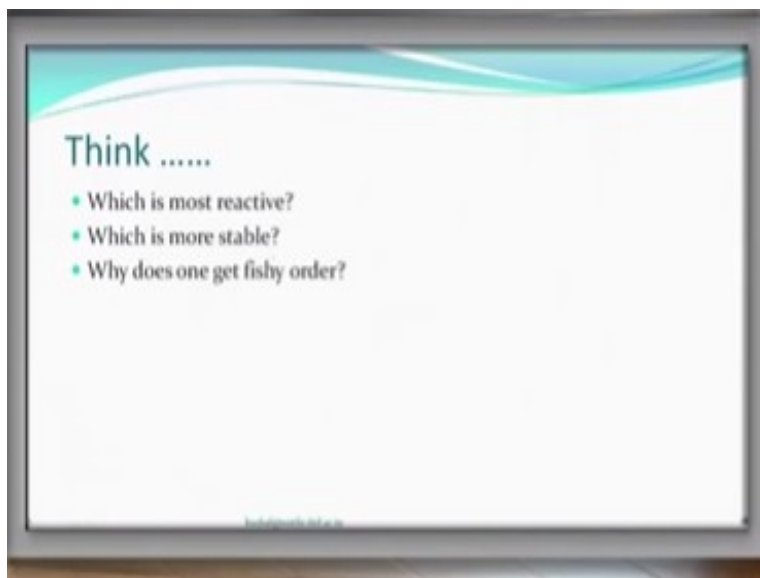 Think ......
• Which is most reactive?
• Which is more stable?
• Why does one get fishy order?